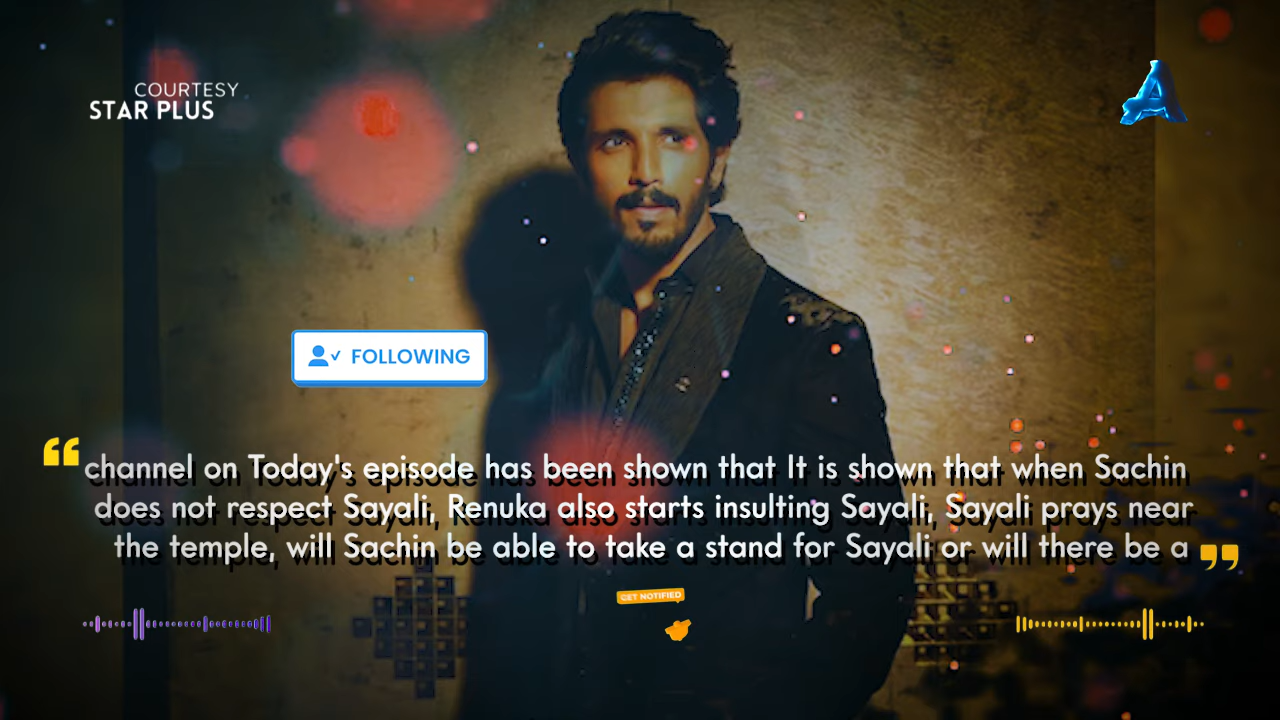 COURTESY
STAR PLUS
A
FOLLOWING
“channel on Today's episode has been shown that It is shown that when Sachin
does not respect Sayali, Renuka also starts insulting Sayali, Sayali prays near
the temple, will Sachin be able to take a stand for Sayali or will there be a”
GET NOTIFIED